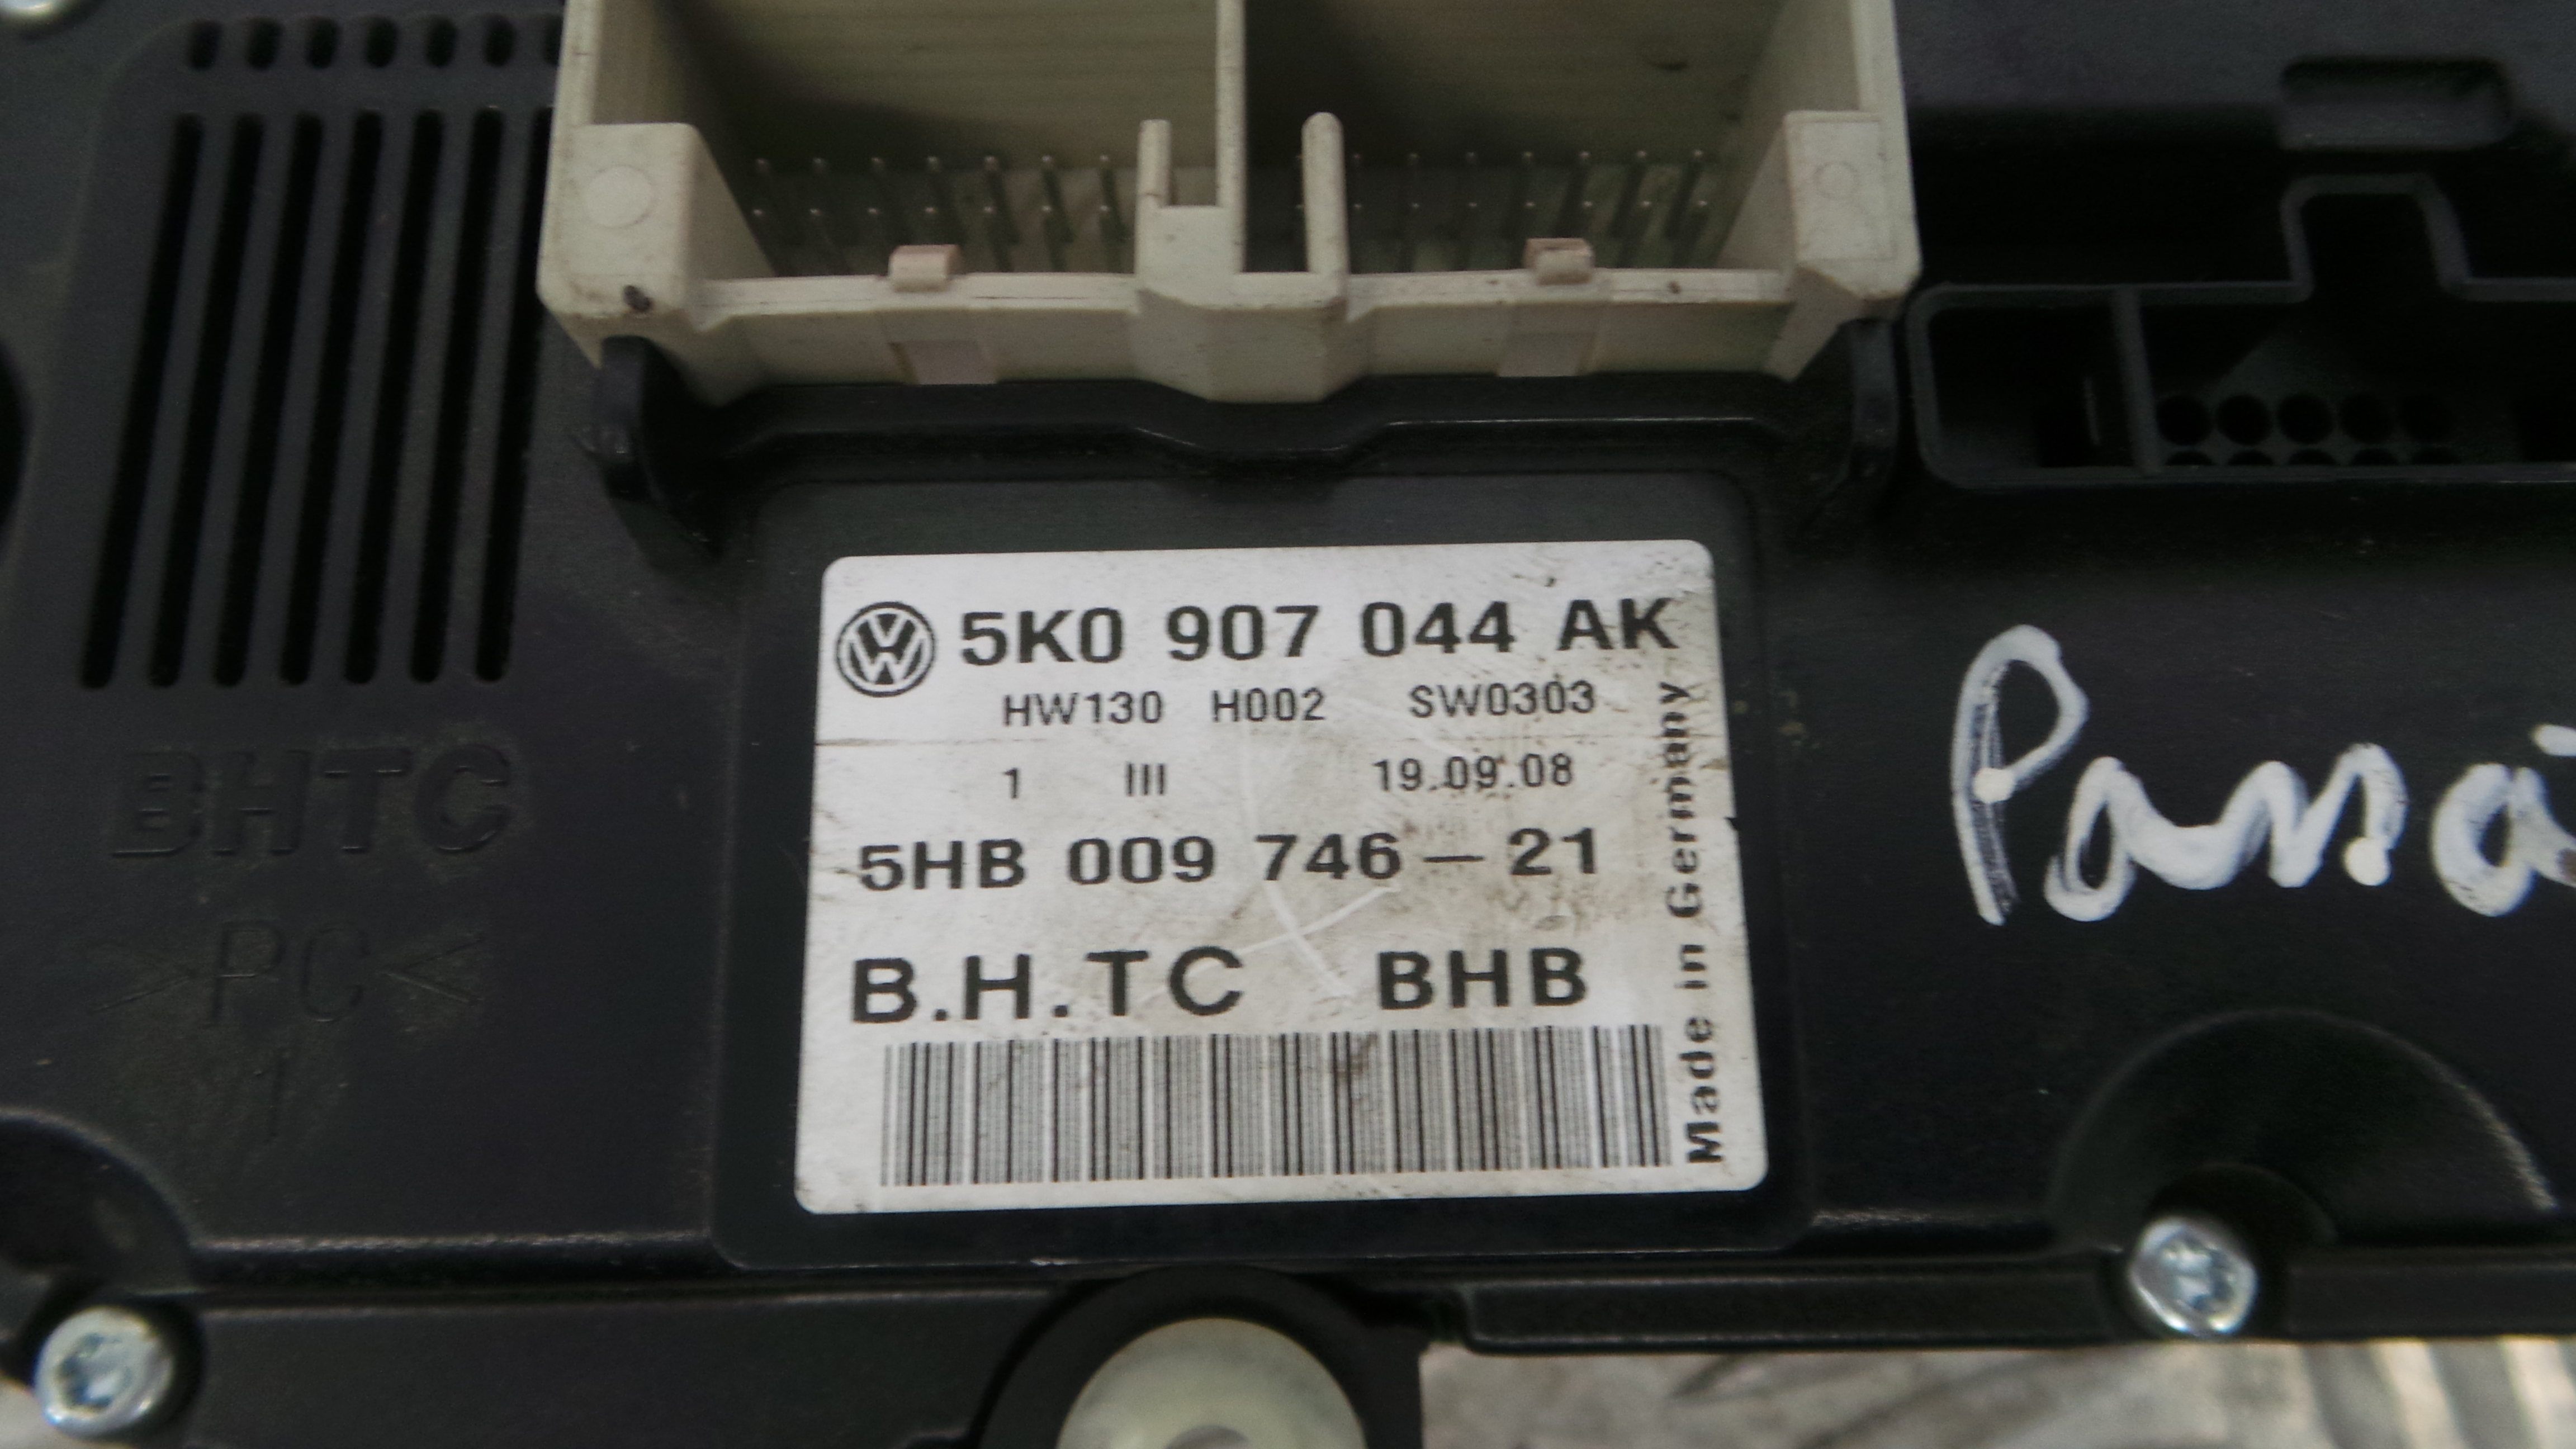 5K0 907 044 AK
HW130 H002 SW0303
1 III 19.09.08
5HB 009 746-21
B.H.TC BHB
Made in Germany
BHTC
>PC<
1
Passa